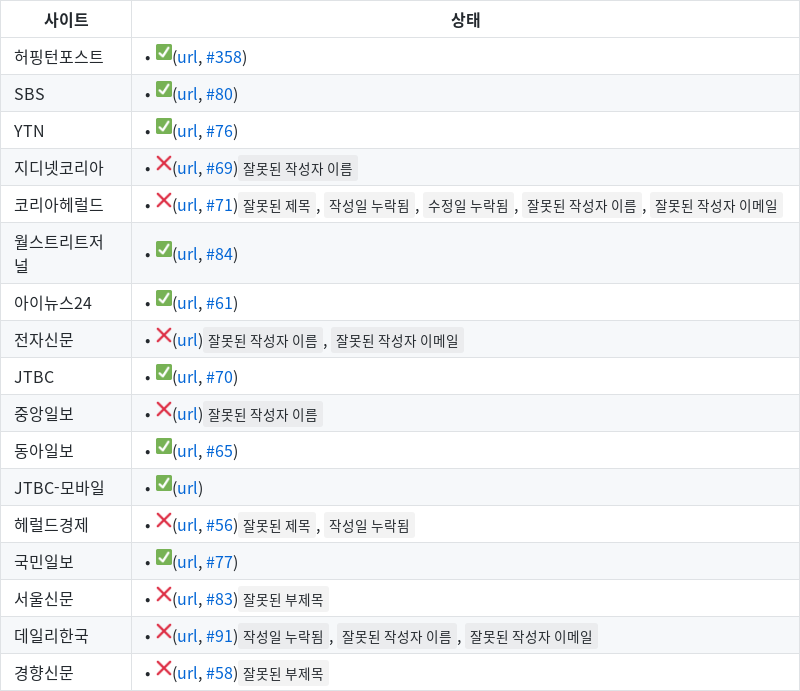 사이트 상태
허핑턴포스트 • ✅(url, #358)
SBS • ✅(url, #80)
YTN • ✅(url, #76)
지디넷코리아 • ❌(url, #69) 잘못된 작성자 이름
코리아헤럴드 • ❌(url, #71) 잘못된 제목 , 작성일 누락됨 , 수정일 누락됨 , 잘못된 작성자 이름 , 잘못된 작성자 이메일
월스트리트저
널 • ✅(url, #84)
아이뉴스24 • ✅(url, #61)
전자신문 • ❌(url) 잘못된 작성자 이름 , 잘못된 작성자 이메일
JTBC • ✅(url, #70)
중앙일보 • ❌(url) 잘못된 작성자 이름
동아일보 • ✅(url, #65)
JTBC-모바일 • ✅(url)
헤럴드경제 • ❌(url, #56) 잘못된 제목 , 작성일 누락됨
국민일보 • ✅(url, #77)
서울신문 • ❌(url, #83) 잘못된 부제목
데일리한국 • ❌(url, #91) 작성일 누락됨 , 잘못된 작성자 이름 , 잘못된 작성자 이메일
경향신문 • ❌(url, #58) 잘못된 부제목